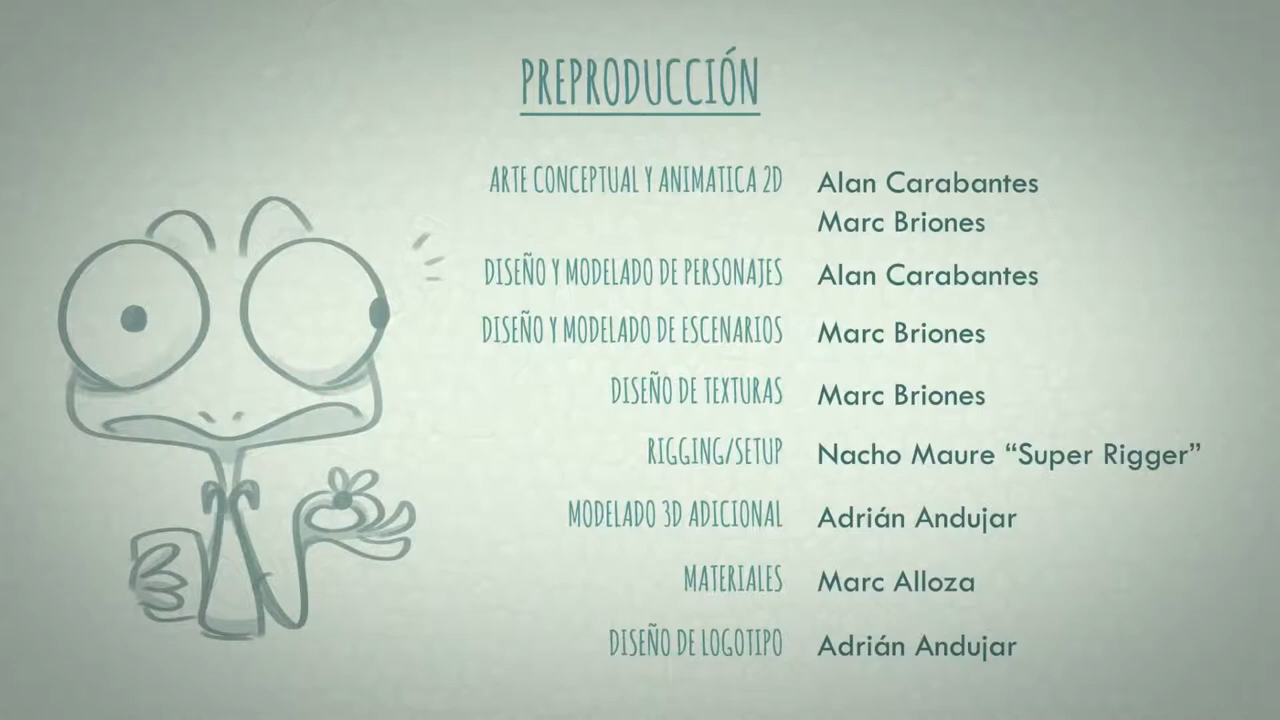 PREPRODUCCIÓN
ARTE CONCEPTUAL Y ANIMATICA 2D Alan Carabantes
Marc Briones
DISEÑO Y MODELADO DE PERSONAJES Alan Carabantes
DISEÑO Y MODELADO DE ESCENARIOS Marc Briones
DISEÑO DE TEXTURAS Marc Briones
RIGGING/SETUP Nacho Maure “Super Rigger”
MODELADO 3D ADICIONAL Adrián Andujar
MATERIALES Marc Alloza
DISEÑO DE LOGOTIPO Adrián Andujar